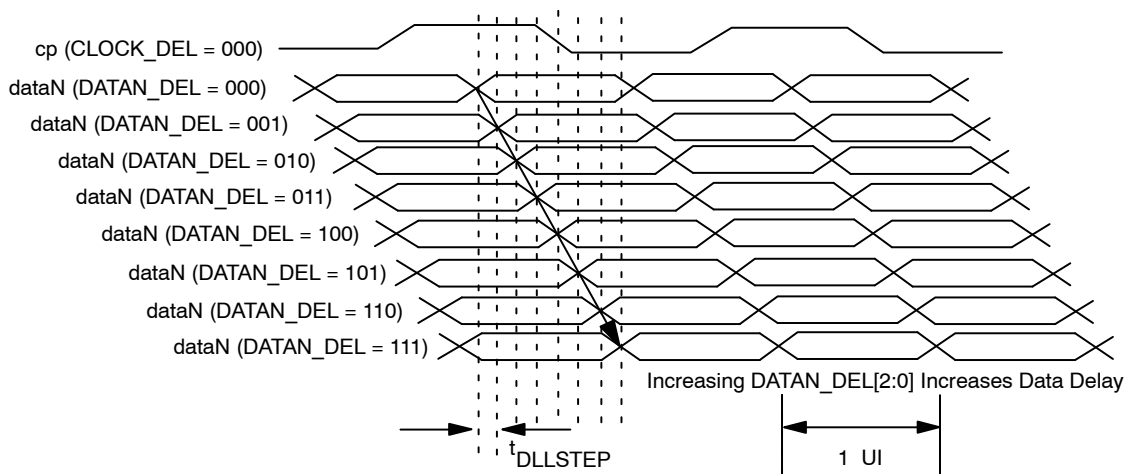 cp (CLOCK_DEL = 000)
dataN (DATAN_DEL = 000)
dataN (DATAN_DEL = 001)
dataN (DATAN_DEL = 010)
dataN (DATAN_DEL = 011)
dataN (DATAN_DEL = 100)
dataN (DATAN_DEL = 101)
dataN (DATAN_DEL = 110)
dataN (DATAN_DEL = 111)
Increasing DATAN_DEL[2:0] Increases Data Delay
tDLLSTEP
1 UI